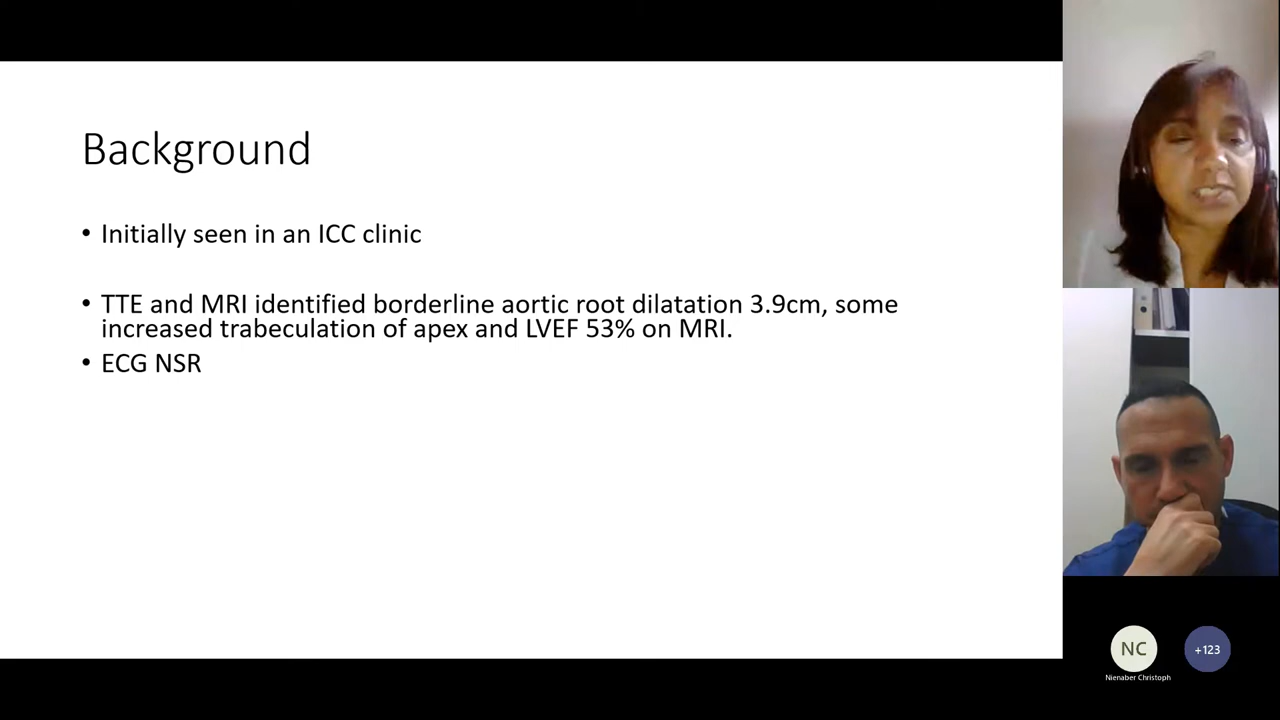 Background
• Initially seen in an ICC clinic
• TTE and MRI identified borderline aortic root dilatation 3.9cm, some
increased trabeculation of apex and LVEF 53% on MRI.
• ECG NSR
NC
+123
Nienaber Christoph